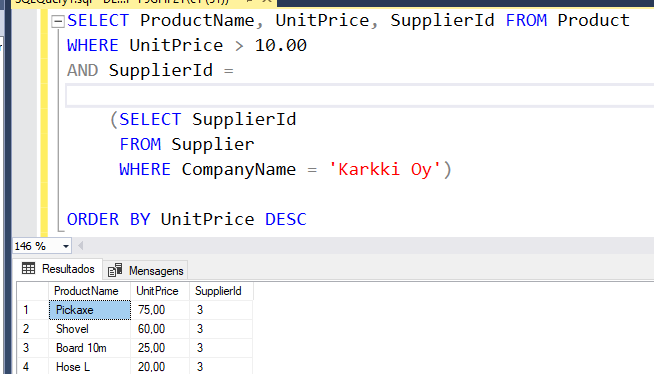 SELECT ProductName, UnitPrice, SupplierId FROM Product
WHERE UnitPrice > 10.00
AND SupplierId =
(SELECT SupplierId
FROM Supplier
WHERE CompanyName = 'Karkki Oy')
ORDER BY UnitPrice DESC
146 %
Resultados Mensagens
ProductName UnitPrice SupplierId
1 Pickaxe 75,00 3
2 Shovel 60,00 3
3 Board 10m 25,00 3
4 Hose L 20,00 3